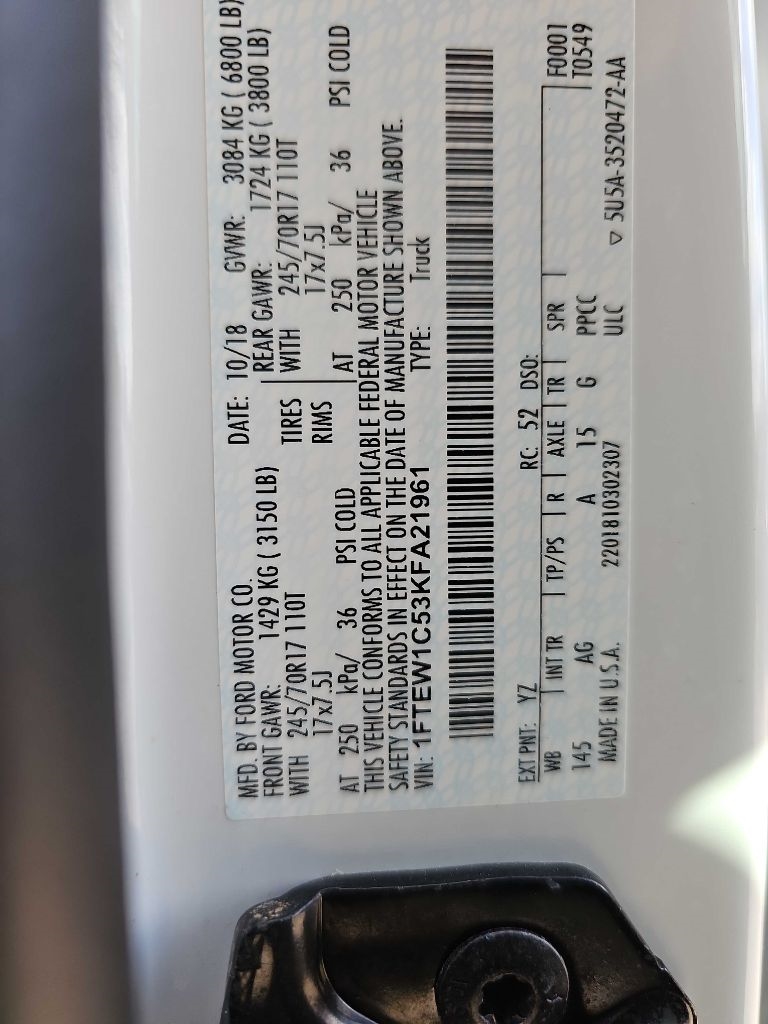 MFD. BY FORD MOTOR CO. DATE: 10/18 GVWR: 3084 KG ( 6800 LB)
FRONT GAWR: 1429 KG ( 3150 LB) REAR GAWR: 1724 KG ( 3800 LB)
WITH 245/70R17 110T TIRES WITH 245/70R17 110T
17x7.5J RIMS 17x7.5J
AT 250 kPa/ 36 PSI COLD AT 250 kPa/ 36 PSI COLD
THIS VEHICLE CONFORMS TO ALL APPLICABLE FEDERAL MOTOR VEHICLE
SAFETY STANDARDS IN EFFECT ON THE DATE OF MANUFACTURE SHOWN ABOVE.
VIN: 1FTEW1C53KFA21961 TYPE: Truck
EXT PNT: YZ RC: 52 DSO: F0001
WB INT TR TP/PS R AXLE TR SPR T0549
145 AG A 15 G PPCC
MADE IN U.S.A. 2201810302307 ULC ▽ 5U5A-3520472-AA